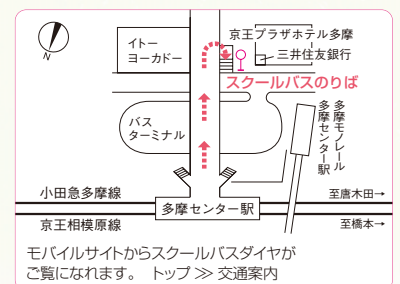 N
イトー
ヨーカドー
京王プラザホテル多摩
三井住友銀行
スクールバスのりば
バス
ターミナル
多摩モノレール
多摩センター駅
小田急多摩線
多摩センター駅
至唐木田→
京王相模原線
至橋本→
モバイルサイトからスクールバスダイヤが
ご覧になれます。 トップ ≫ 交通案内